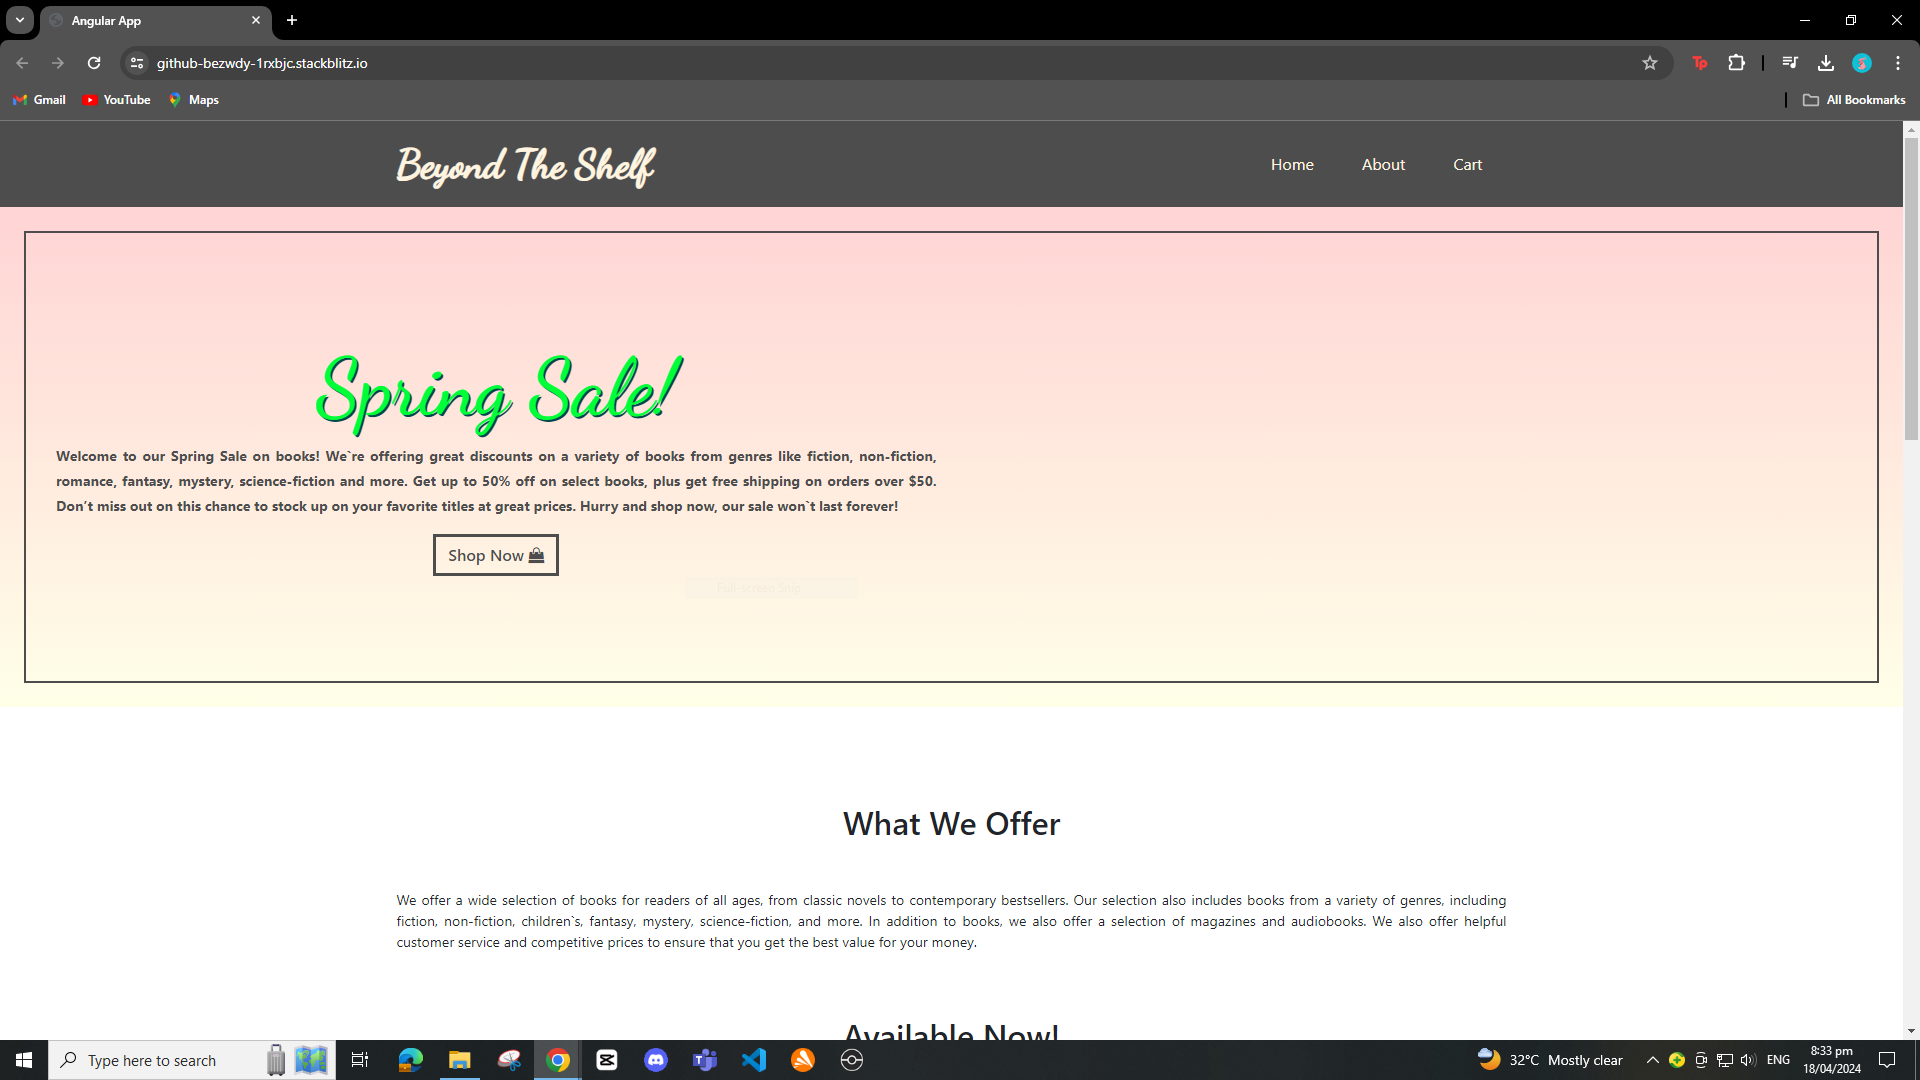 Angular App
github-bezwdy-1rxbjc.stackblitz.io
Tp
Gmail YouTube Maps All Bookmarks
Beyond The Shelf Home About Cart
Spring Sale!
Welcome to our Spring Sale on books! We`re offering great discounts on a variety of books from genres like fiction, non-fiction,
romance, fantasy, mystery, science-fiction and more. Get up to 50% off on select books, plus get free shipping on orders over $50.
Don’t miss out on this chance to stock up on your favorite titles at great prices. Hurry and shop now, our sale won`t last forever!
Shop Now
Full-screen Snip
What We Offer
We offer a wide selection of books for readers of all ages, from classic novels to contemporary bestsellers. Our selection also includes books from a variety of genres, including
fiction, non-fiction, children`s, fantasy, mystery, science-fiction, and more. In addition to books, we also offer a selection of magazines and audiobooks. We also offer helpful
customer service and competitive prices to ensure that you get the best value for your money.
Available Now!
Type here to search 32°C Mostly clear ENG 8:33 pm
18/04/2024